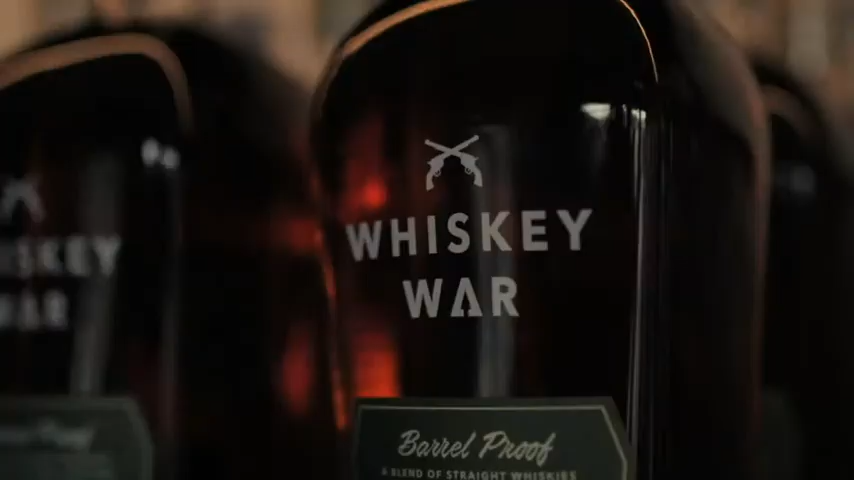 WHISKEY
WAR
Barrel Proof
A BLEND OF STRAIGHT WHISKIES